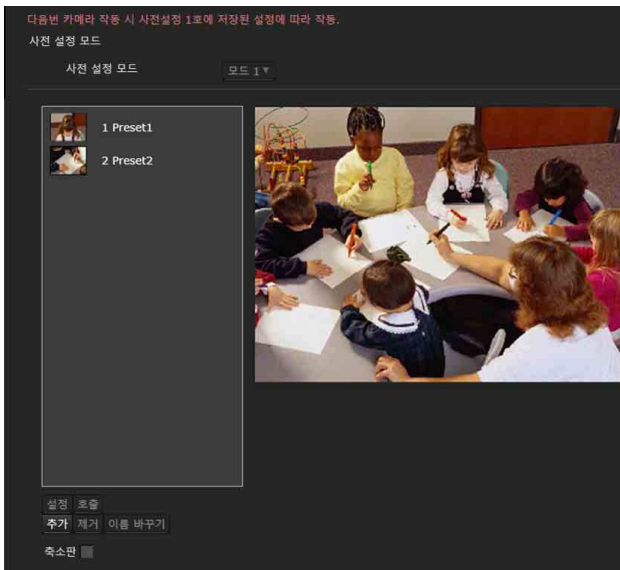 다음번 카메라 작동 시 사전설정 1호에 저장된 설정에 따라 작동.
사전 설정 모드
사전 설정 모드 모드 1▼
1 Preset1
2 Preset2
설정 호출
추가 제거 이름 바꾸기
축소판